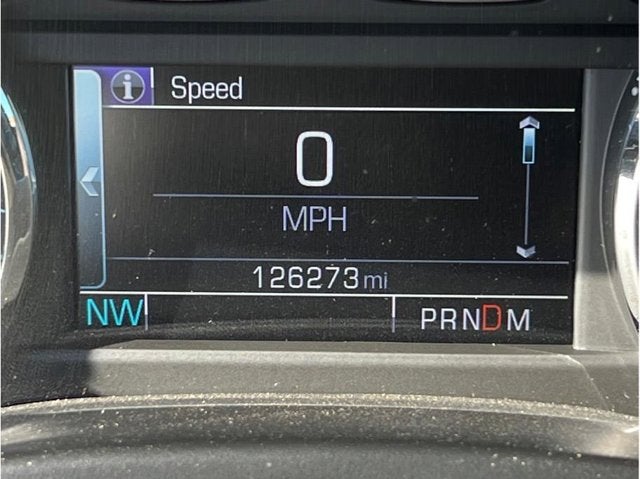 i Speed
0
MPH
126273 mi
NW PRNDM